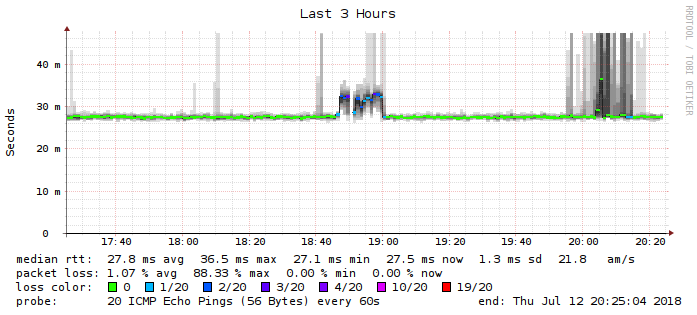 Last 3 Hours
RRDTOOL / TOBI OETIKER
Seconds
40 m
30 m
20 m
10 m
0
17:40 18:00 18:20 18:40 19:00 19:20 19:40 20:00 20:20
median rtt: 27.8 ms avg 36.5 ms max 27.1 ms min 27.5 ms now 1.3 ms sd 21.8 am/s
packet loss: 1.07 % avg 88.33 % max 0.00 % min 0.00 % now
loss color: 0 1/20 2/20 3/20 4/20 10/20 19/20
probe: 20 ICMP Echo Pings (56 Bytes) every 60s end: Thu Jul 12 20:25:04 2018